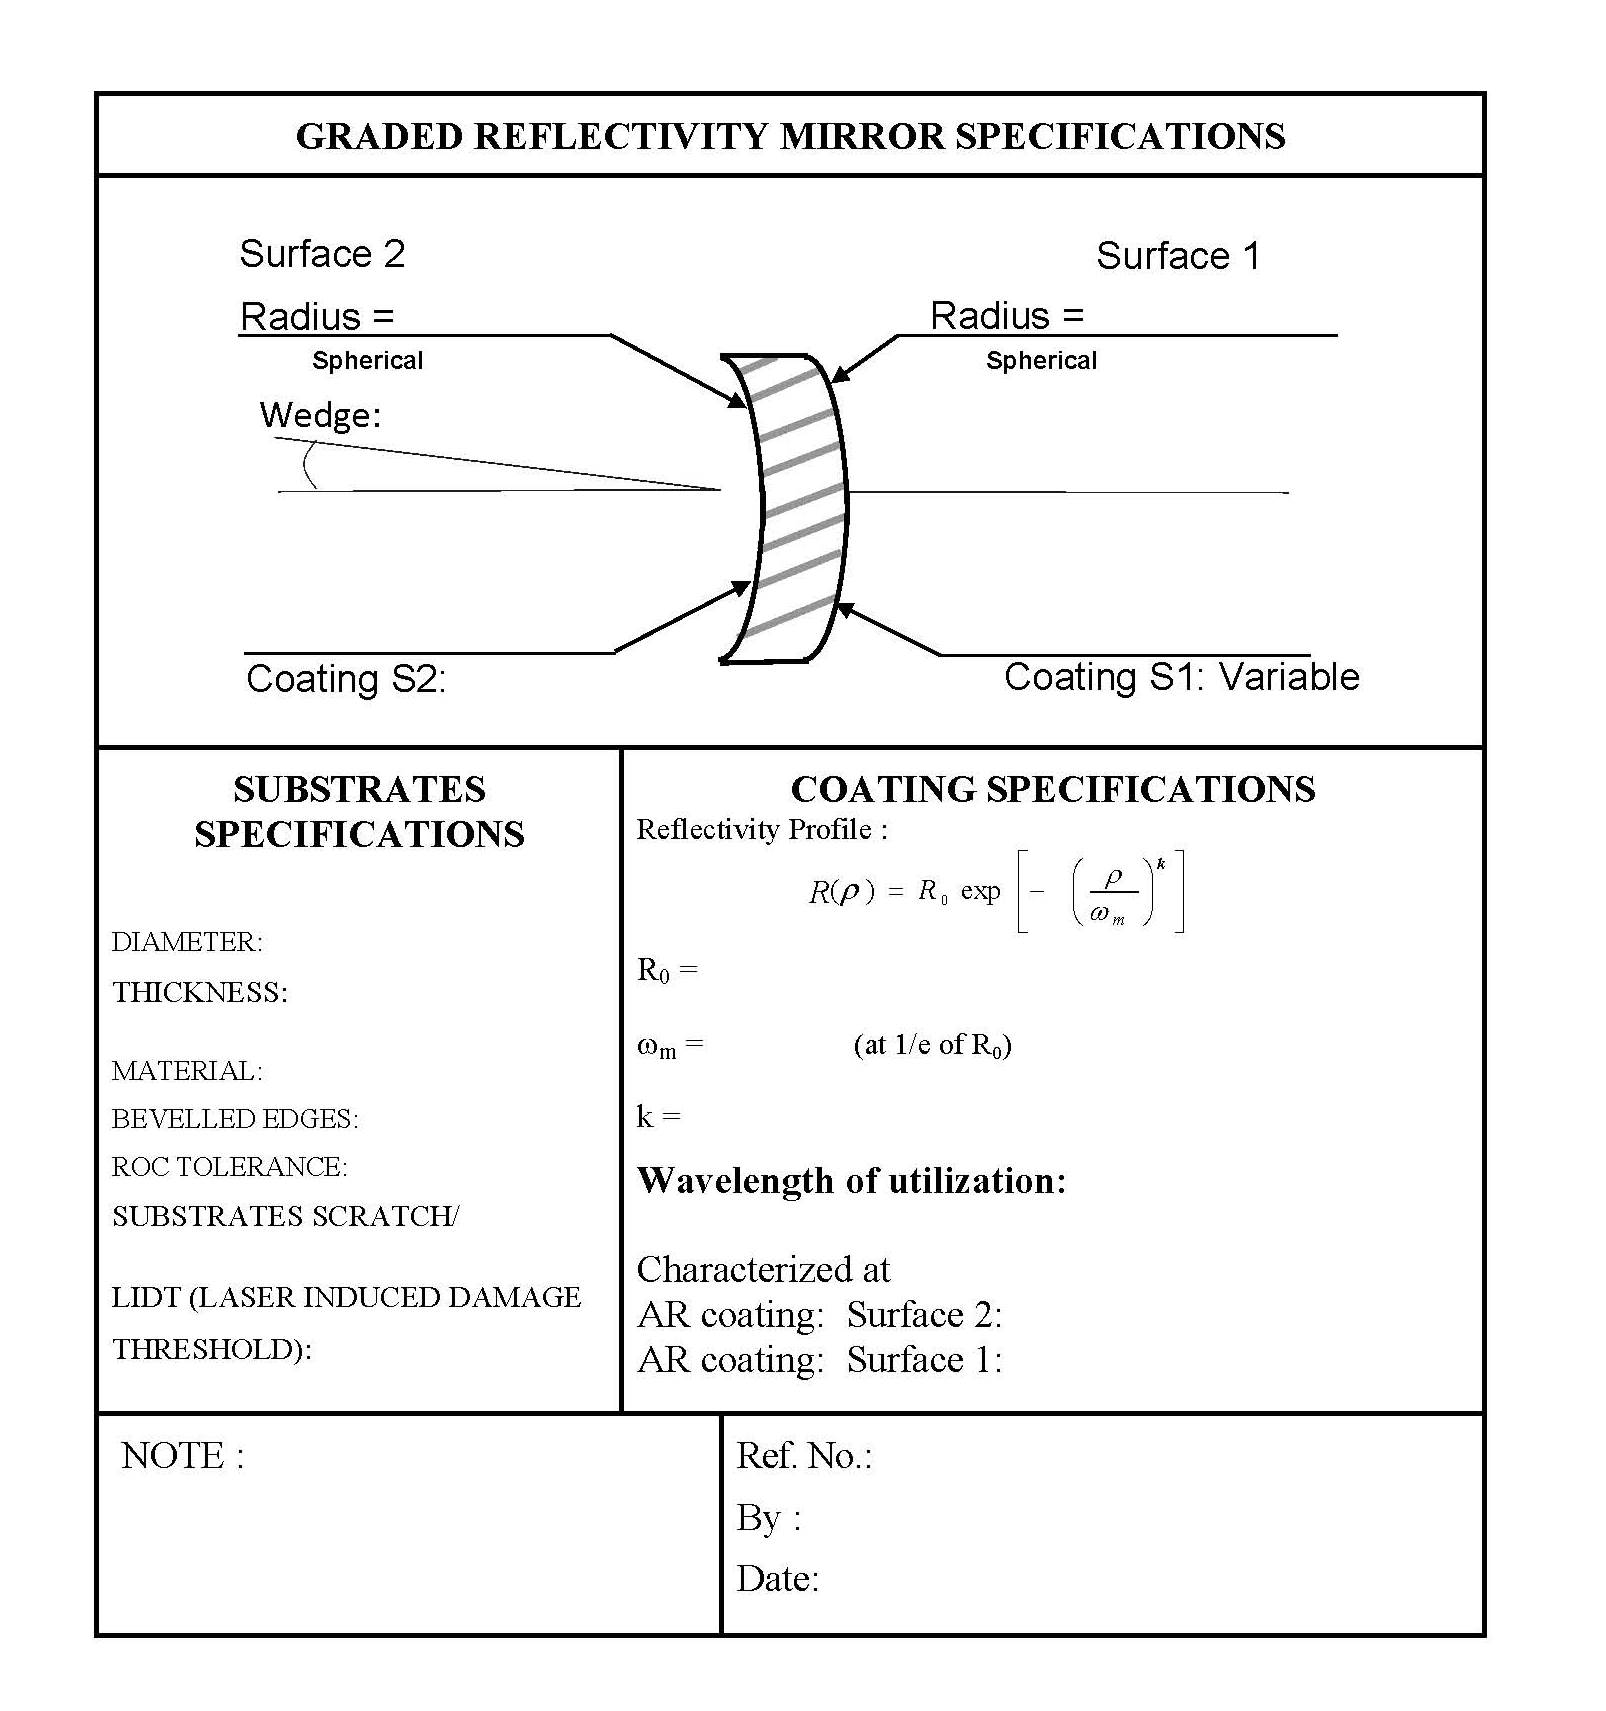 GRADED REFLECTIVITY MIRROR SPECIFICATIONS
Surface 2
Surface 1
Radius =
Radius =
Spherical
Spherical
Wedge:
Coating S2:
Coating S1: Variable
SUBSTRATES
SPECIFICATIONS
DIAMETER:
THICKNESS:
MATERIAL:
BEVELLED EDGES:
ROC TOLERANCE:
SUBSTRATES SCRATCH/
LIDT (LASER INDUCED DAMAGE
THRESHOLD):
COATING SPECIFICATIONS
Reflectivity Profile :
R(ρ) = R₀ exp [ − (ρ/ωₘ)ᵏ ]
R₀ =
ωₘ = (at 1/e of R₀)
k =
Wavelength of utilization:
Characterized at
AR coating: Surface 2:
AR coating: Surface 1:
NOTE :
Ref. No.:
By :
Date: